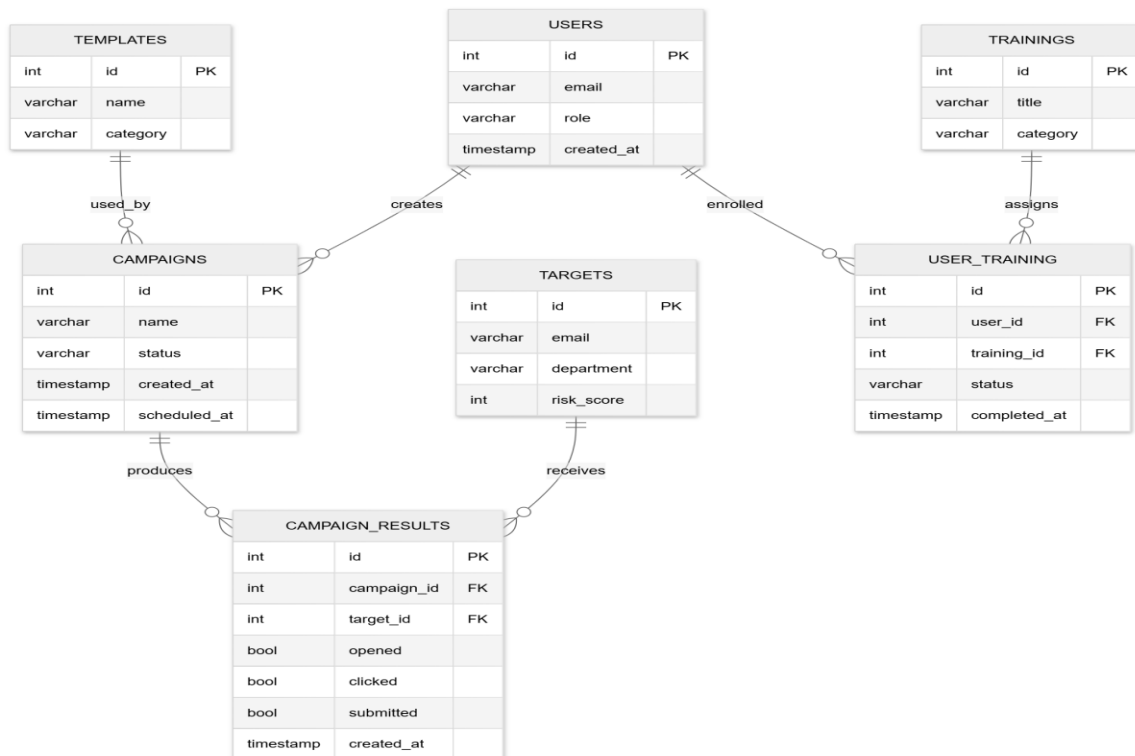 TEMPLATES
int id PK
varchar name
varchar category
USERS
int id PK
varchar email
varchar role
timestamp created_at
TRAININGS
int id PK
varchar title
varchar category
used_by
creates
enrolled
assigns
CAMPAIGNS
int id PK
varchar name
varchar status
timestamp created_at
timestamp scheduled_at
TARGETS
int id PK
varchar email
varchar department
int risk_score
USER_TRAINING
int id PK
int user_id FK
int training_id FK
varchar status
timestamp completed_at
produces
receives
CAMPAIGN_RESULTS
int id PK
int campaign_id FK
int target_id FK
bool opened
bool clicked
bool submitted
timestamp created_at